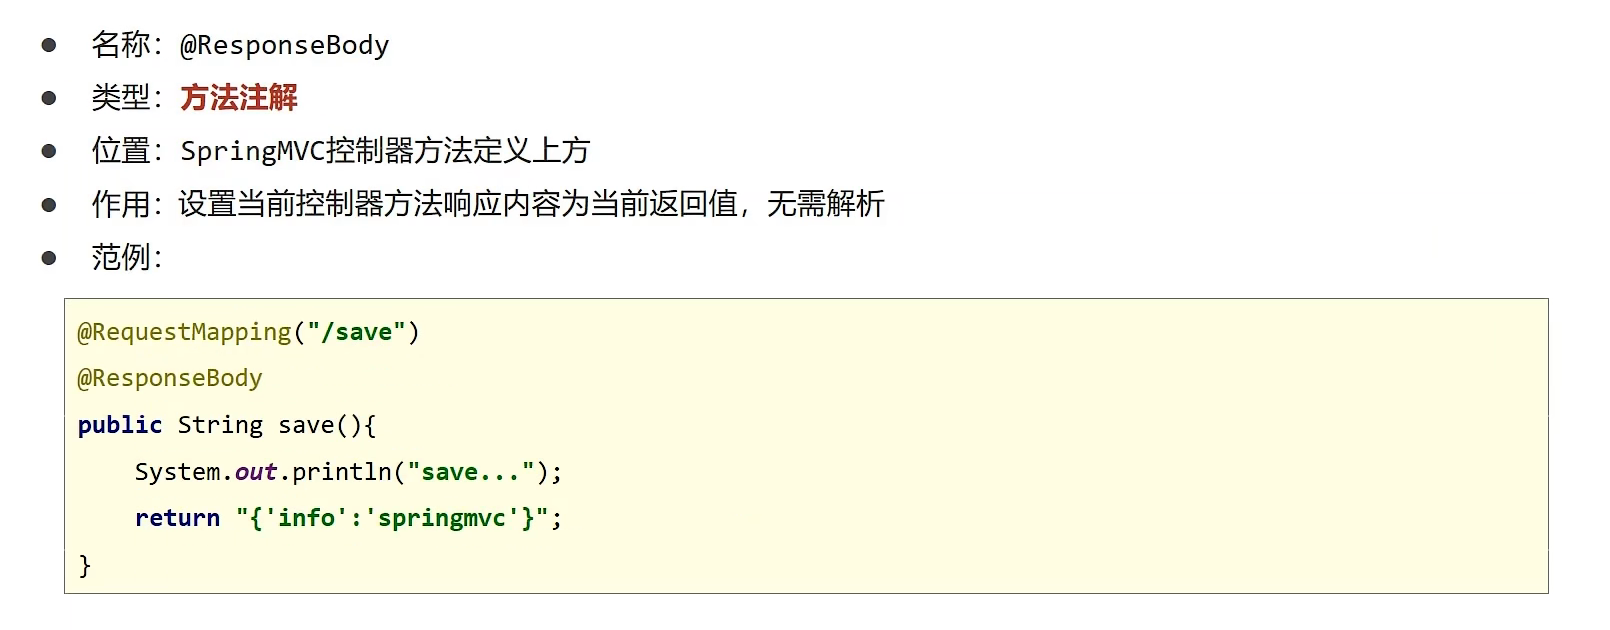 ● 名称：@ResponseBody
● 类型：方法注解
● 位置：SpringMVC控制器方法定义上方
● 作用：设置当前控制器方法响应内容为当前返回值，无需解析
● 范例：
@RequestMapping("/save")
@ResponseBody
public String save(){
    System.out.println("save...");
    return "{'info':'springmvc'}";
}